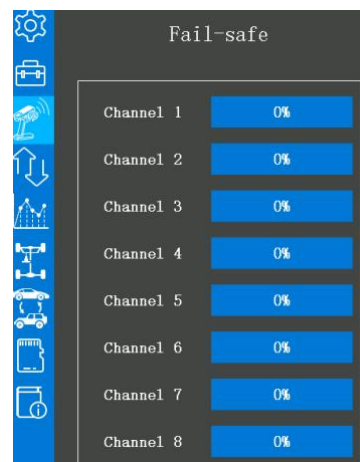 Fail-safe
Channel 1 0%
Channel 2 0%
Channel 3 0%
Channel 4 0%
Channel 5 0%
Channel 6 0%
Channel 7 0%
Channel 8 0%